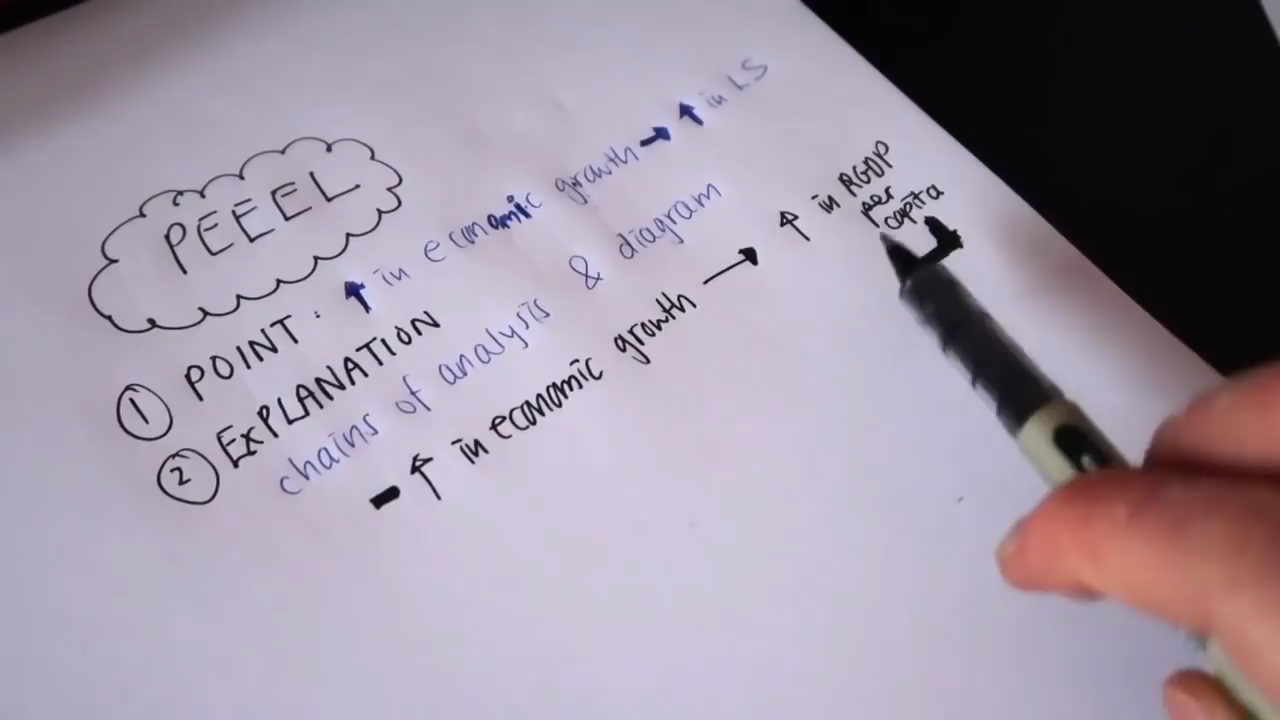 PEEEL
① POINT: ↑ in economic growth → ↑ in LS
② EXPLANATION
chains of analysis & diagram
- ↑ in economic growth → ↑ in RGDP
per
capita